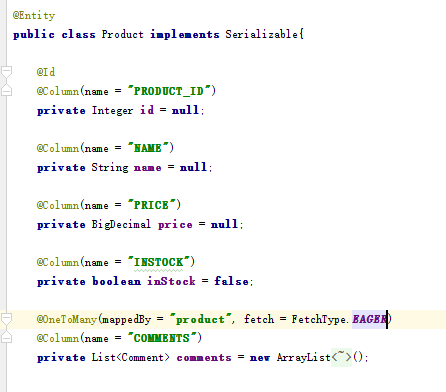 @Entity
public class Product implements Serializable{
@Id
@Column(name = "PRODUCT_ID")
private Integer id = null;
@Column(name = "NAME")
private String name = null;
@Column(name = "PRICE")
private BigDecimal price = null;
@Column(name = "INSTOCK")
private boolean inStock = false;
@OneToMany(mappedBy = "product", fetch = FetchType.EAGER)
@Column(name = "COMMENTS")
private List<Comment> comments = new ArrayList<~>();